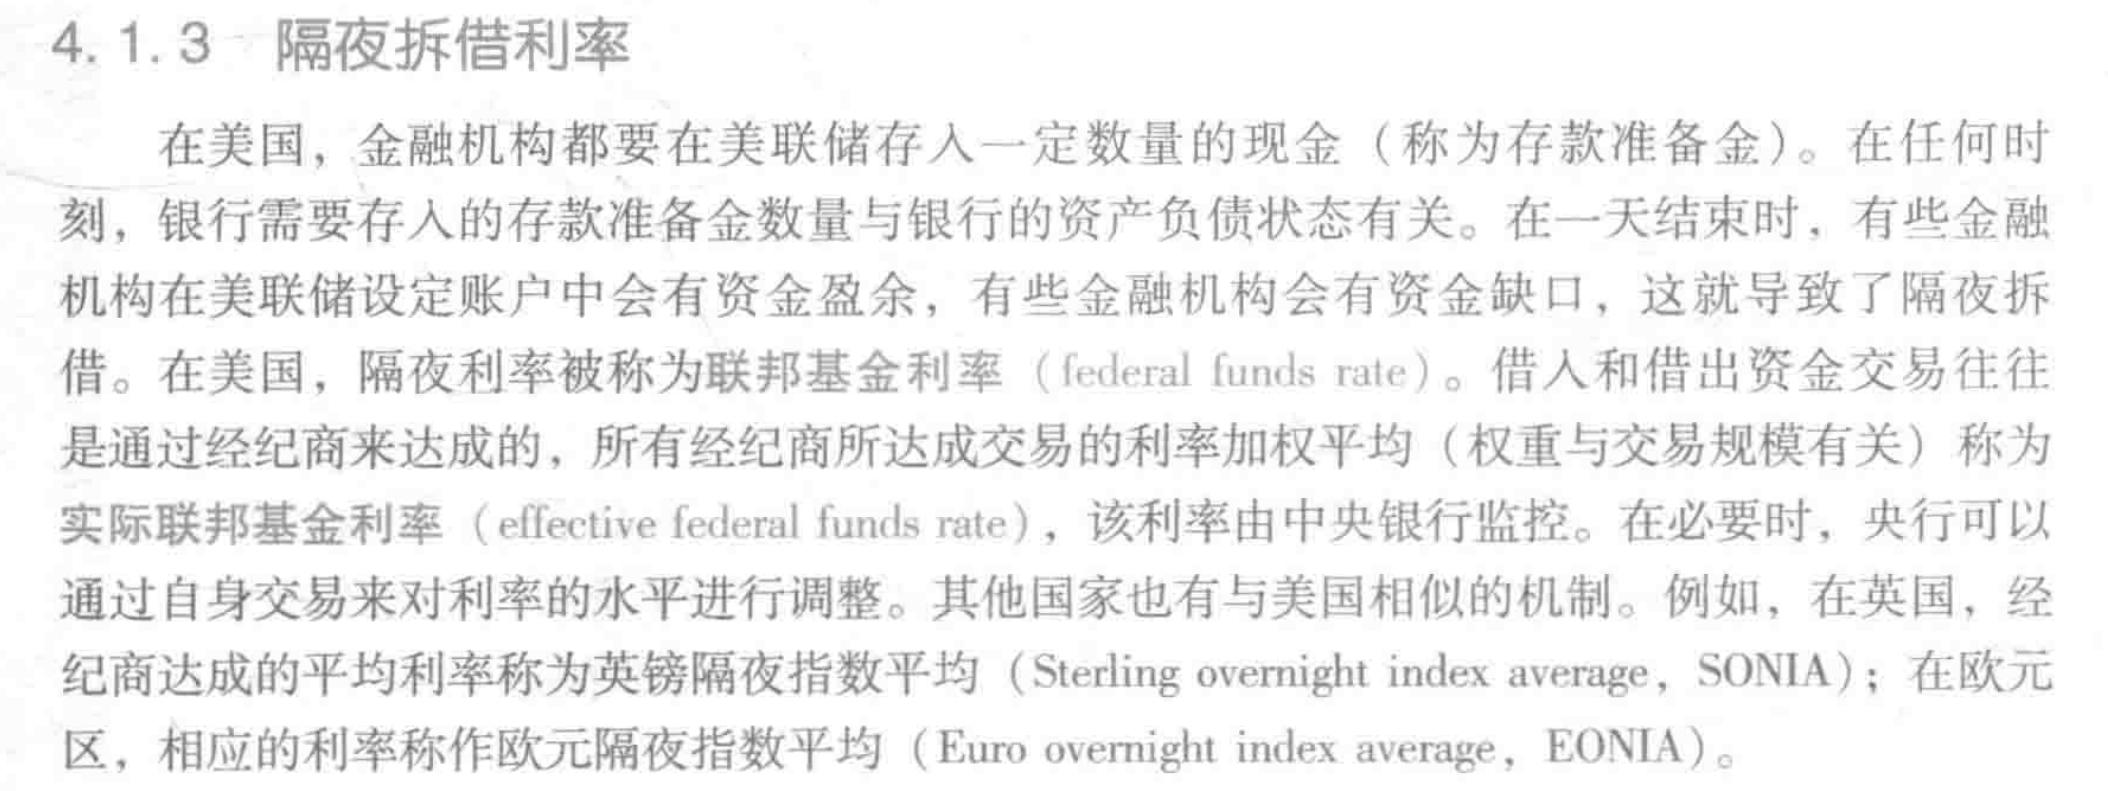 4.1.3 隔夜拆借利率
在美国，金融机构都要在美联储存入一定数量的现金（称为存款准备金）。在任何时
刻，银行需要存入的存款准备金数量与银行的资产负债状态有关。在一天结束时，有些金融
机构在美联储设定账户中会有资金盈余，有些金融机构会有资金缺口，这就导致了隔夜拆
借。在美国，隔夜利率被称为联邦基金利率（federal funds rate）。借入和借出资金交易往往
是通过经纪商来达成的，所有经纪商所达成交易的利率加权平均（权重与交易规模有关）称为
实际联邦基金利率（effective federal funds rate），该利率由中央银行监控。在必要时，央行可以
通过自身交易来对利率的水平进行调整。其他国家也有与美国相似的机制。例如，在英国，经
纪商达成的平均利率称为英镑隔夜指数平均（Sterling overnight index average，SONIA）；在欧元
区，相应的利率称作欧元隔夜指数平均（Euro overnight index average，EONIA）。